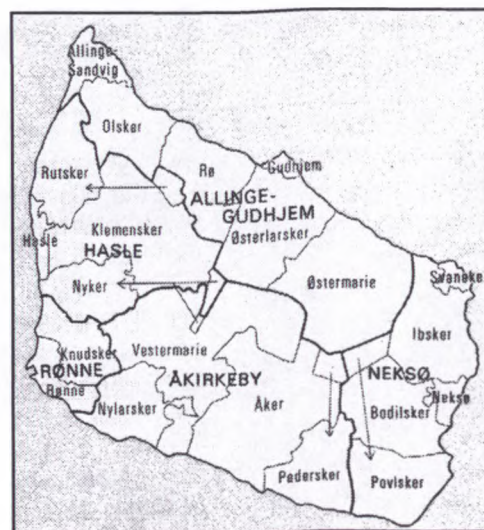 Allinge-
Sandvig
Olsker
Rø
Gudhjem
Rutsker
ALLINGE-
GUDHJEM
Klemensker
Hasle
HASLE
Østerlarsker
Nyker
Østermarie
Svaneke
Ibsker
Knudsker
Vestermarie
RØNNE
Rønne
ÅKIRKEBY
NEKSØ
Neksø
Nylarsker
Åker
Bodilsker
Pedersker
Povlsker